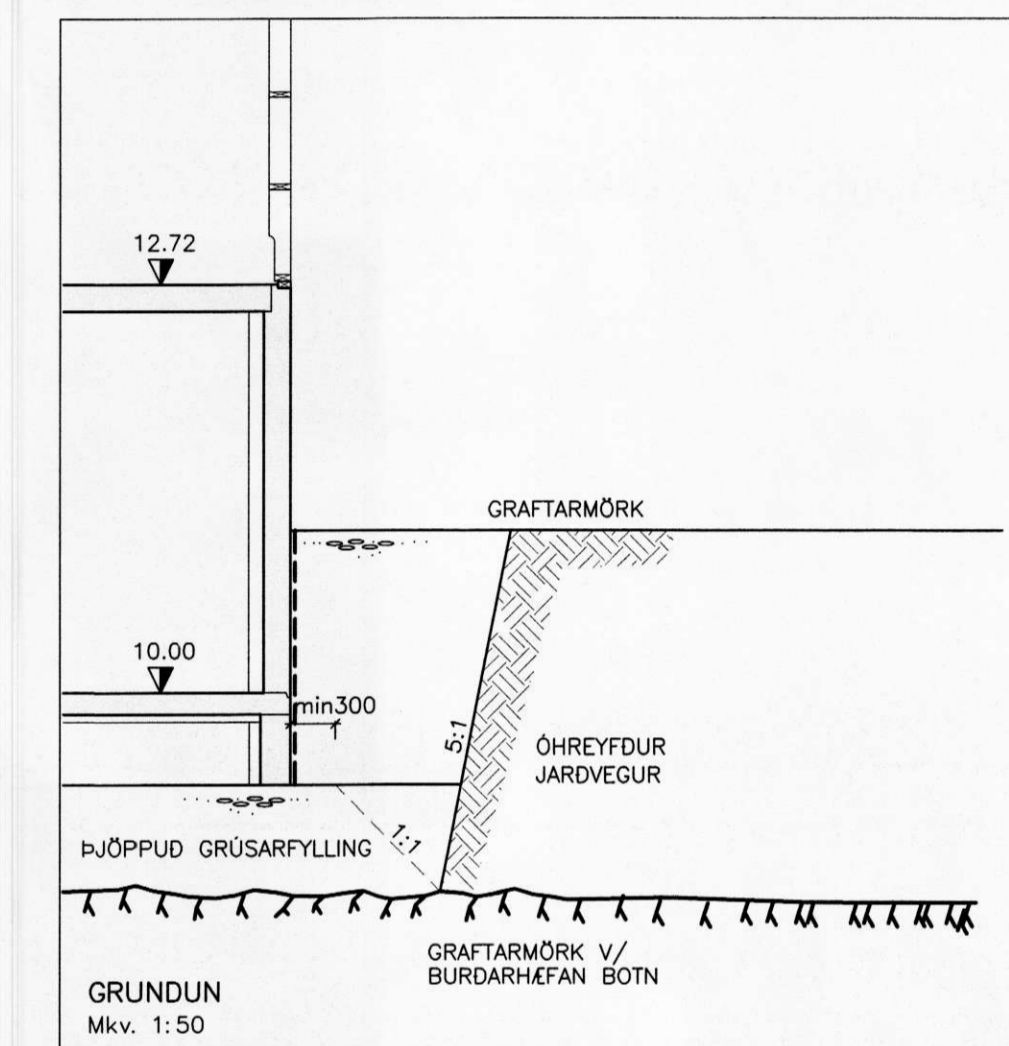 12.72
GRAFTARMÖRK
10.00
min300
5:1
ÓHREYFÐUR
JARÐVEGUR
1:1
ÞJÖPPUÐ GRÚSARFYLLING
GRAFTARMÖRK V/
BURÐARHÆFAN BOTN
GRUNDUN
Mkv. 1:50